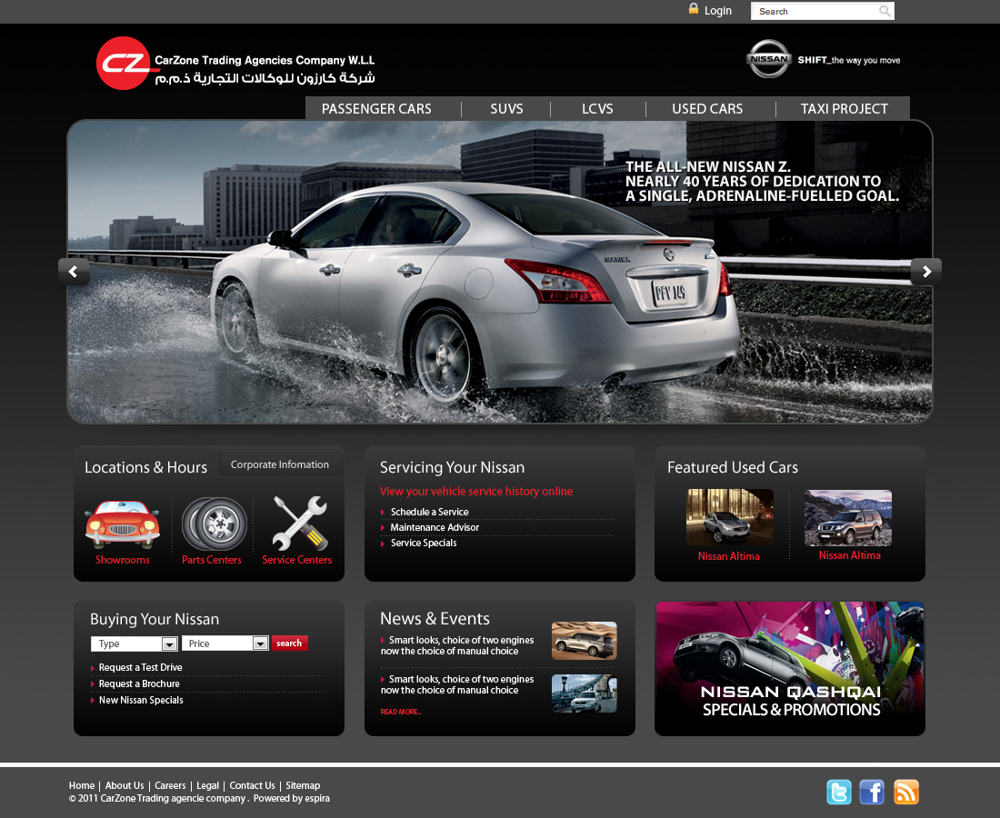 Login
Search
CZ
CarZone Trading Agencies Company W.L.L
شركة كارزون للوكالات التجارية ذ.م.م
NISSAN
SHIFT_the way you move
PASSENGER CARS
SUVS
LCVS
USED CARS
TAXI PROJECT
THE ALL-NEW NISSAN Z.
NEARLY 40 YEARS OF DEDICATION TO
A SINGLE, ADRENALINE-FUELLED GOAL.
MAXIMA
PFV 149
Locations & Hours
Corporate Infomation
Showrooms
Parts Centers
Service Centers
Servicing Your Nissan
View your vehicle service history online
Schedule a Service
Maintenance Advisor
Service Specials
Featured Used Cars
Nissan Altima
Nissan Altima
Buying Your Nissan
Type
Price
search
Request a Test Drive
Request a Brochure
New Nissan Specials
News & Events
Smart looks, choice of two engines
now the choice of manual choice
Smart looks, choice of two engines
now the choice of manual choice
READ MORE...
NISSAN QASHQAI
SPECIALS & PROMOTIONS
Home | About Us | Careers | Legal | Contact Us | Sitemap
© 2011 CarZone Trading agencie company . Powered by espira